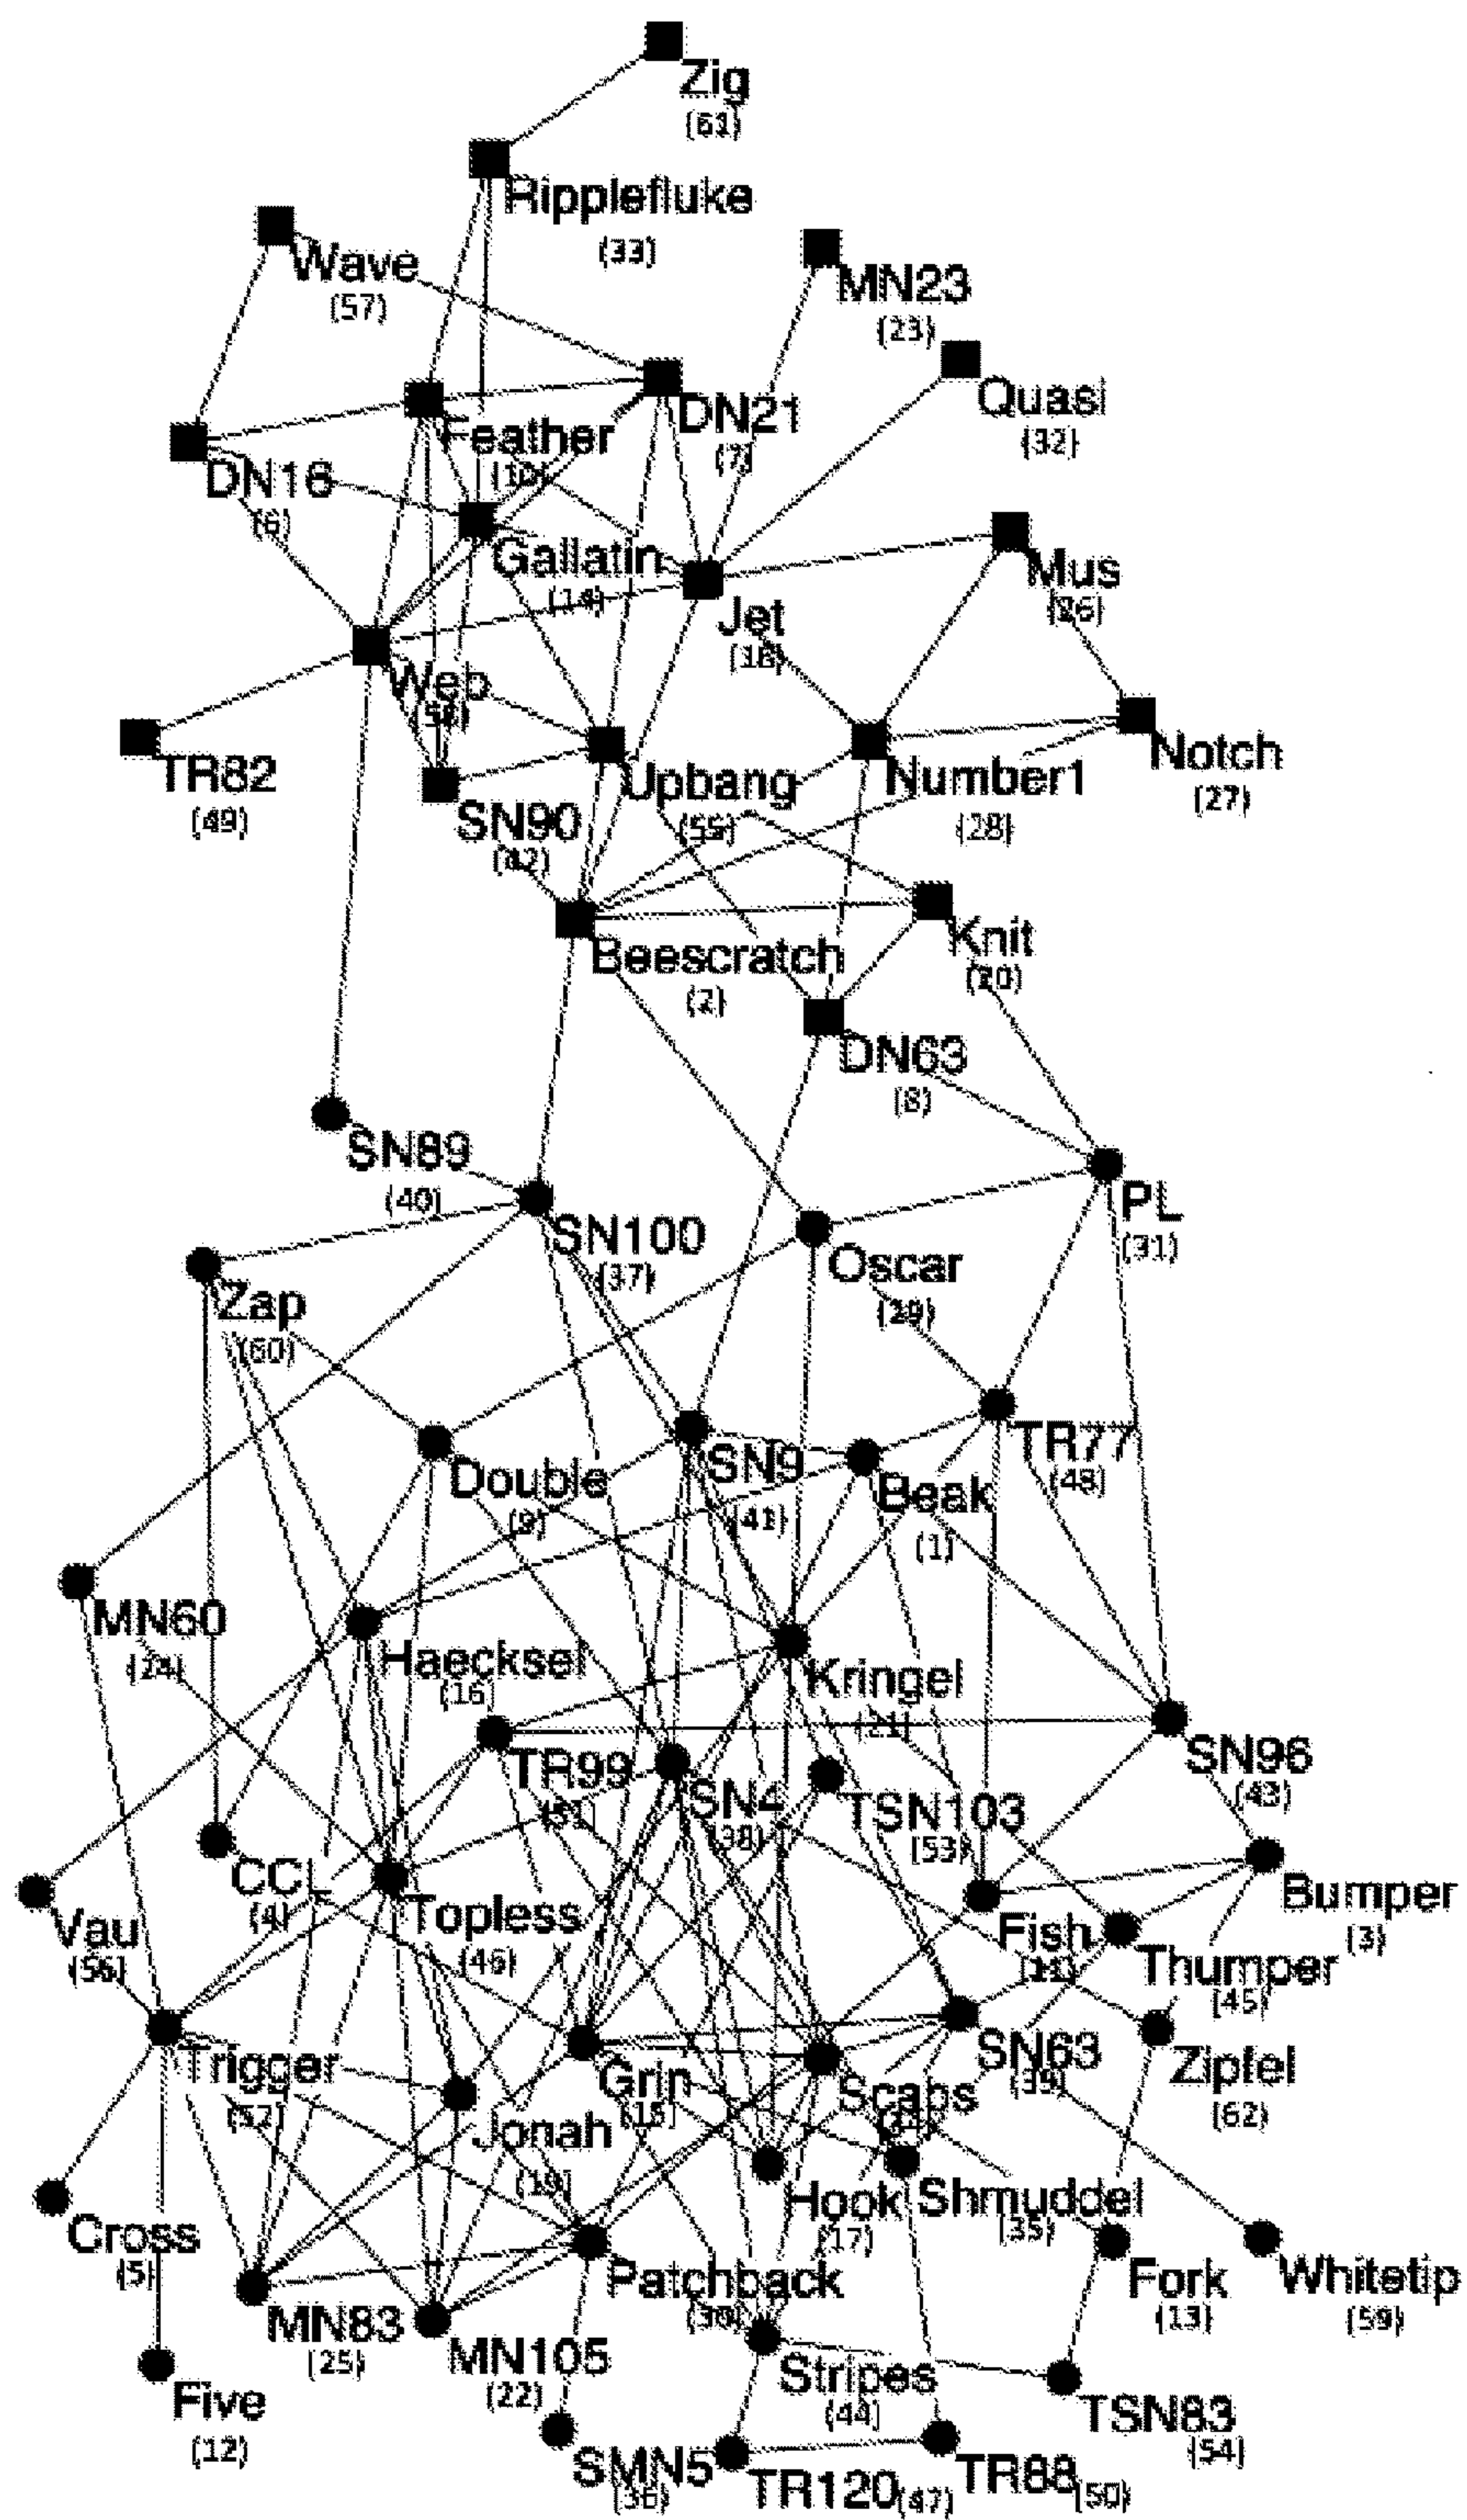 Zig
(61)
Ripplefluke
(33)
Wave
(57)
MN23
(23)
Quasi
(32)
DN21
(7)
Feather
(10)
DN16
(6)
Gallatin
(14)
Mus
(26)
Jet
(18)
Web
(58)
Notch
(27)
TR82
(49)
Upbang
(55)
Number1
(28)
SN90
(42)
Knit
(20)
Beescratch
(2)
DN63
(8)
SN89
(40)
PL
(31)
SN100
(37)
Oscar
(29)
Zap
(60)
TR77
(48)
SN9
(41)
Double
(9)
Beak
(1)
MN60
(24)
Haecksel
(16)
Kringel
(21)
SN96
(43)
TR99
(51)
SN4
(38)
TSN103
(53)
CCL
(4)
Bumper
(3)
Topless
(46)
Vau
(56)
Fish
(11)
Thumper
(45)
Trigger
(52)
Grin
(15)
SN63
(39)
Zipfel
(62)
Scabs
Jonah
(19)
Hook
(17)
Shmuddel
(35)
Cross
(5)
Patchback
(30)
Fork
(13)
Whitetip
(59)
MN83
(25)
MN105
(22)
Five
(12)
Stripes
(44)
TSN83
(54)
SMN5
(36)
TR120
(47)
TR88
(50)